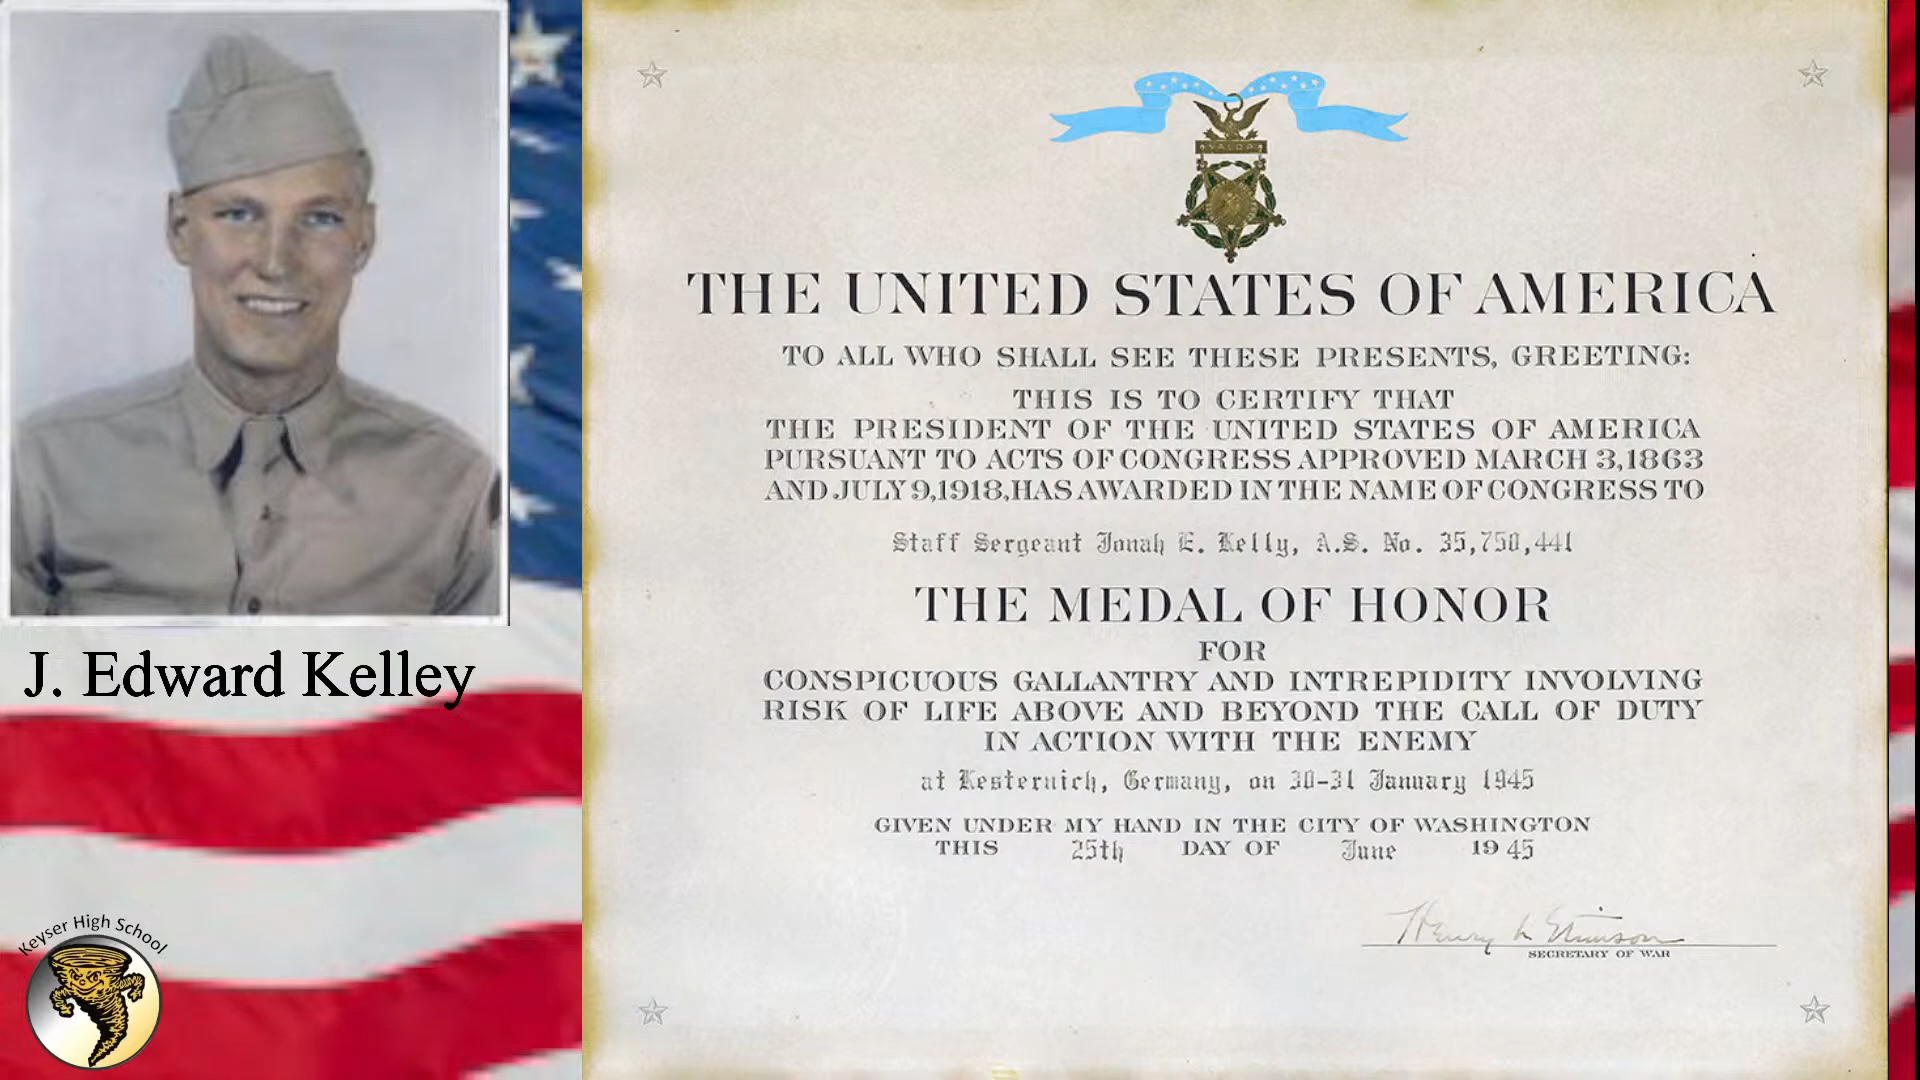 J. Edward Kelley
Keyser High School
VALOR
THE UNITED STATES OF AMERICA
TO ALL WHO SHALL SEE THESE PRESENTS, GREETING:
THIS IS TO CERTIFY THAT
THE PRESIDENT OF THE UNITED STATES OF AMERICA
PURSUANT TO ACTS OF CONGRESS APPROVED MARCH 3,1863
AND JULY 9,1918, HAS AWARDED IN THE NAME OF CONGRESS TO
Staff Sergeant Jonah E. Kelly, A.S. No. 35,750,441
THE MEDAL OF HONOR
FOR
CONSPICUOUS GALLANTRY AND INTREPIDITY INVOLVING
RISK OF LIFE ABOVE AND BEYOND THE CALL OF DUTY
IN ACTION WITH THE ENEMY
at Kesternich, Germany, on 30-31 January 1945
GIVEN UNDER MY HAND IN THE CITY OF WASHINGTON
THIS 25th DAY OF June 1945
Henry L Stimson
SECRETARY OF WAR